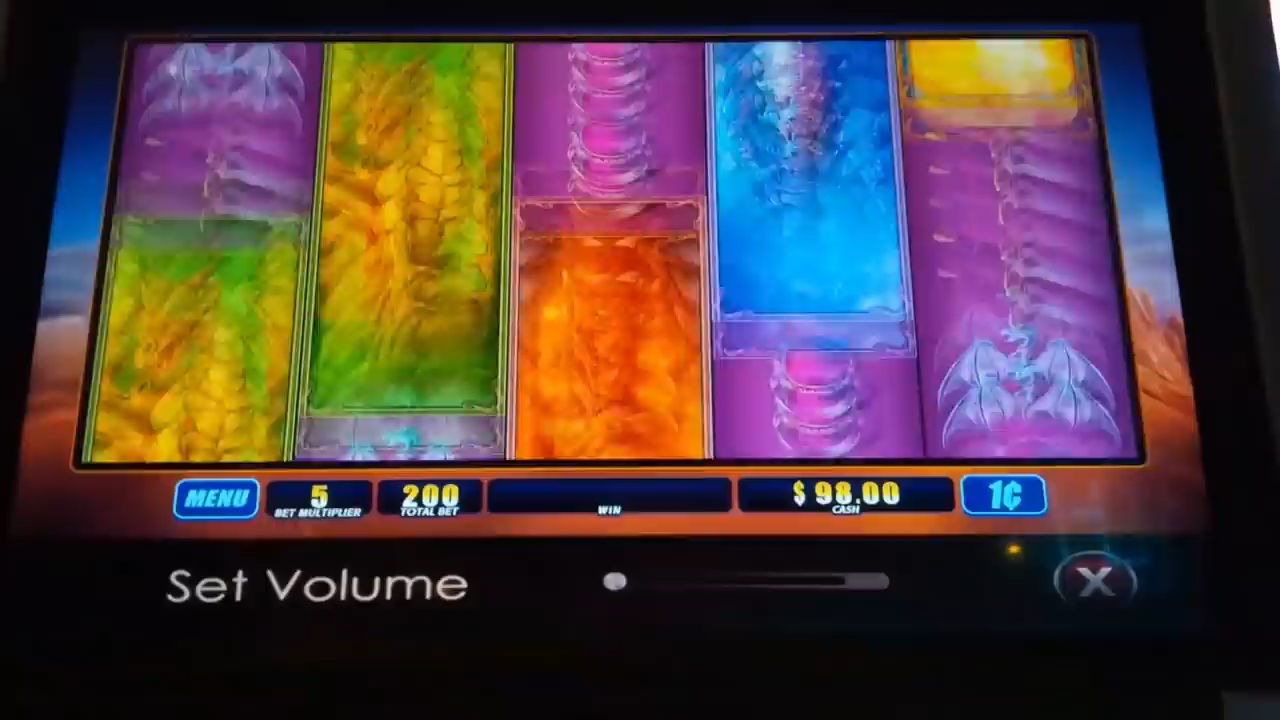 MENU
5
BET MULTIPLIER
200
TOTAL BET
WIN
$ 98.00
CASH
1¢
Set Volume
X